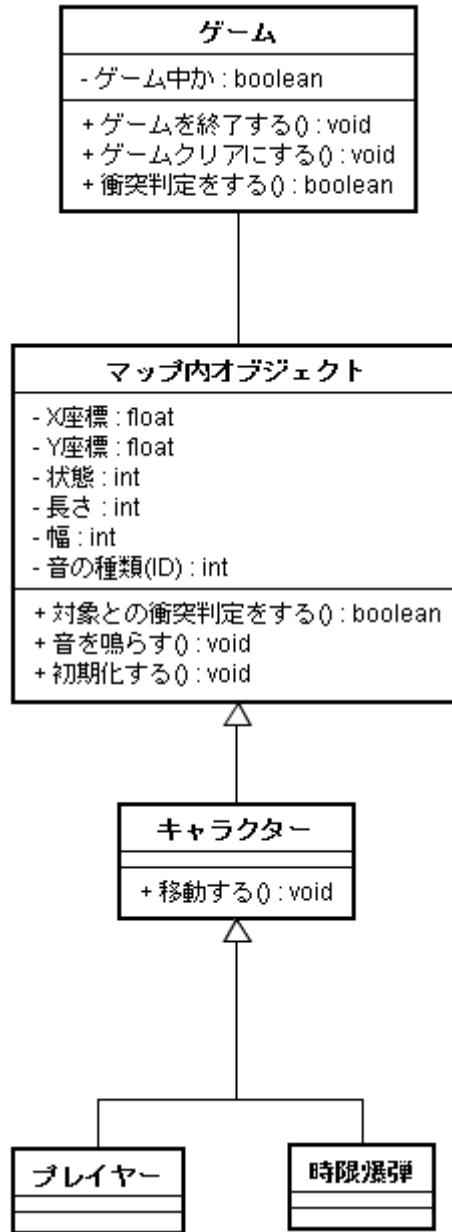 ゲーム
- ゲーム中か : boolean
+ ゲームを終了する() : void
+ ゲームクリアにする() : void
+ 衝突判定をする() : boolean
マップ内オブジェクト
- X座標 : float
- Y座標 : float
- 状態 : int
- 長さ : int
- 幅 : int
- 音の種類(ID) : int
+ 対象との衝突判定をする() : boolean
+ 音を鳴らす() : void
+ 初期化する() : void
キャラクター
+ 移動する() : void
プレイヤー
時限爆弾